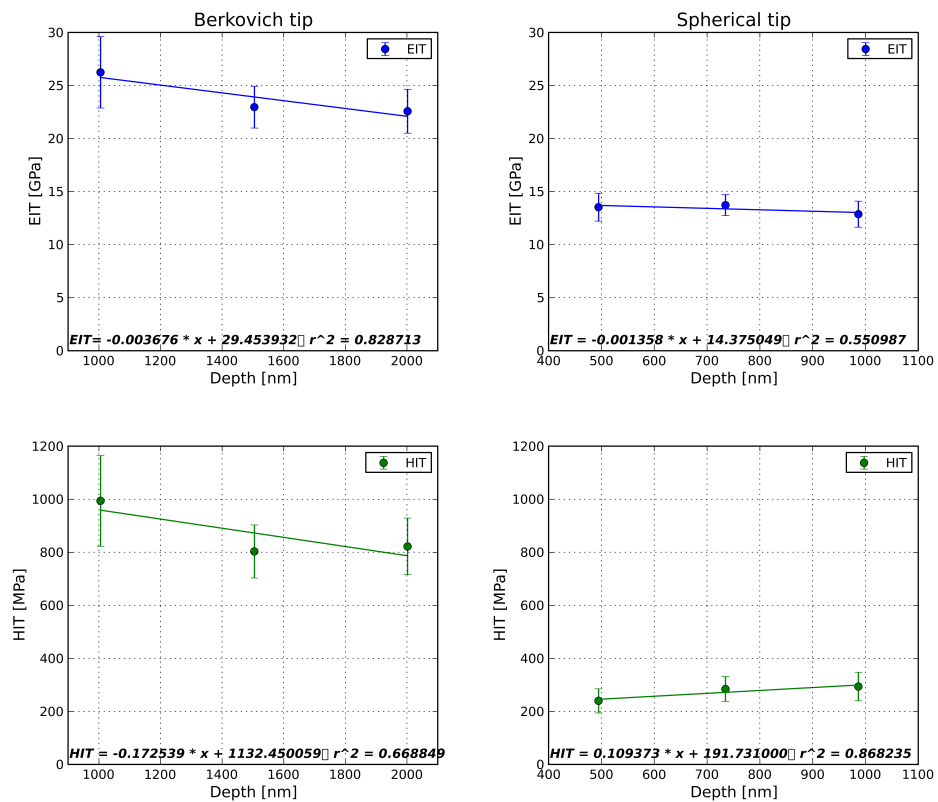 Berkovich tip
30
25
20
15
10
5
0
EIT [GPa]
EIT
EIT= -0.003676 * x + 29.453932▯ r^2 = 0.828713
1000 1200 1400 1600 1800 2000
Depth [nm]
Spherical tip
30
25
20
15
10
5
0
EIT [GPa]
EIT
EIT = -0.001358 * x + 14.375049▯ r^2 = 0.550987
400 500 600 700 800 900 1000 1100
Depth [nm]
1200
1000
800
600
400
200
0
HIT [MPa]
HIT
HIT = -0.172539 * x + 1132.450059▯ r^2 = 0.668849
1000 1200 1400 1600 1800 2000
Depth [nm]
1200
1000
800
600
400
200
0
HIT [MPa]
HIT
HIT = 0.109373 * x + 191.731000▯ r^2 = 0.868235
400 500 600 700 800 900 1000 1100
Depth [nm]